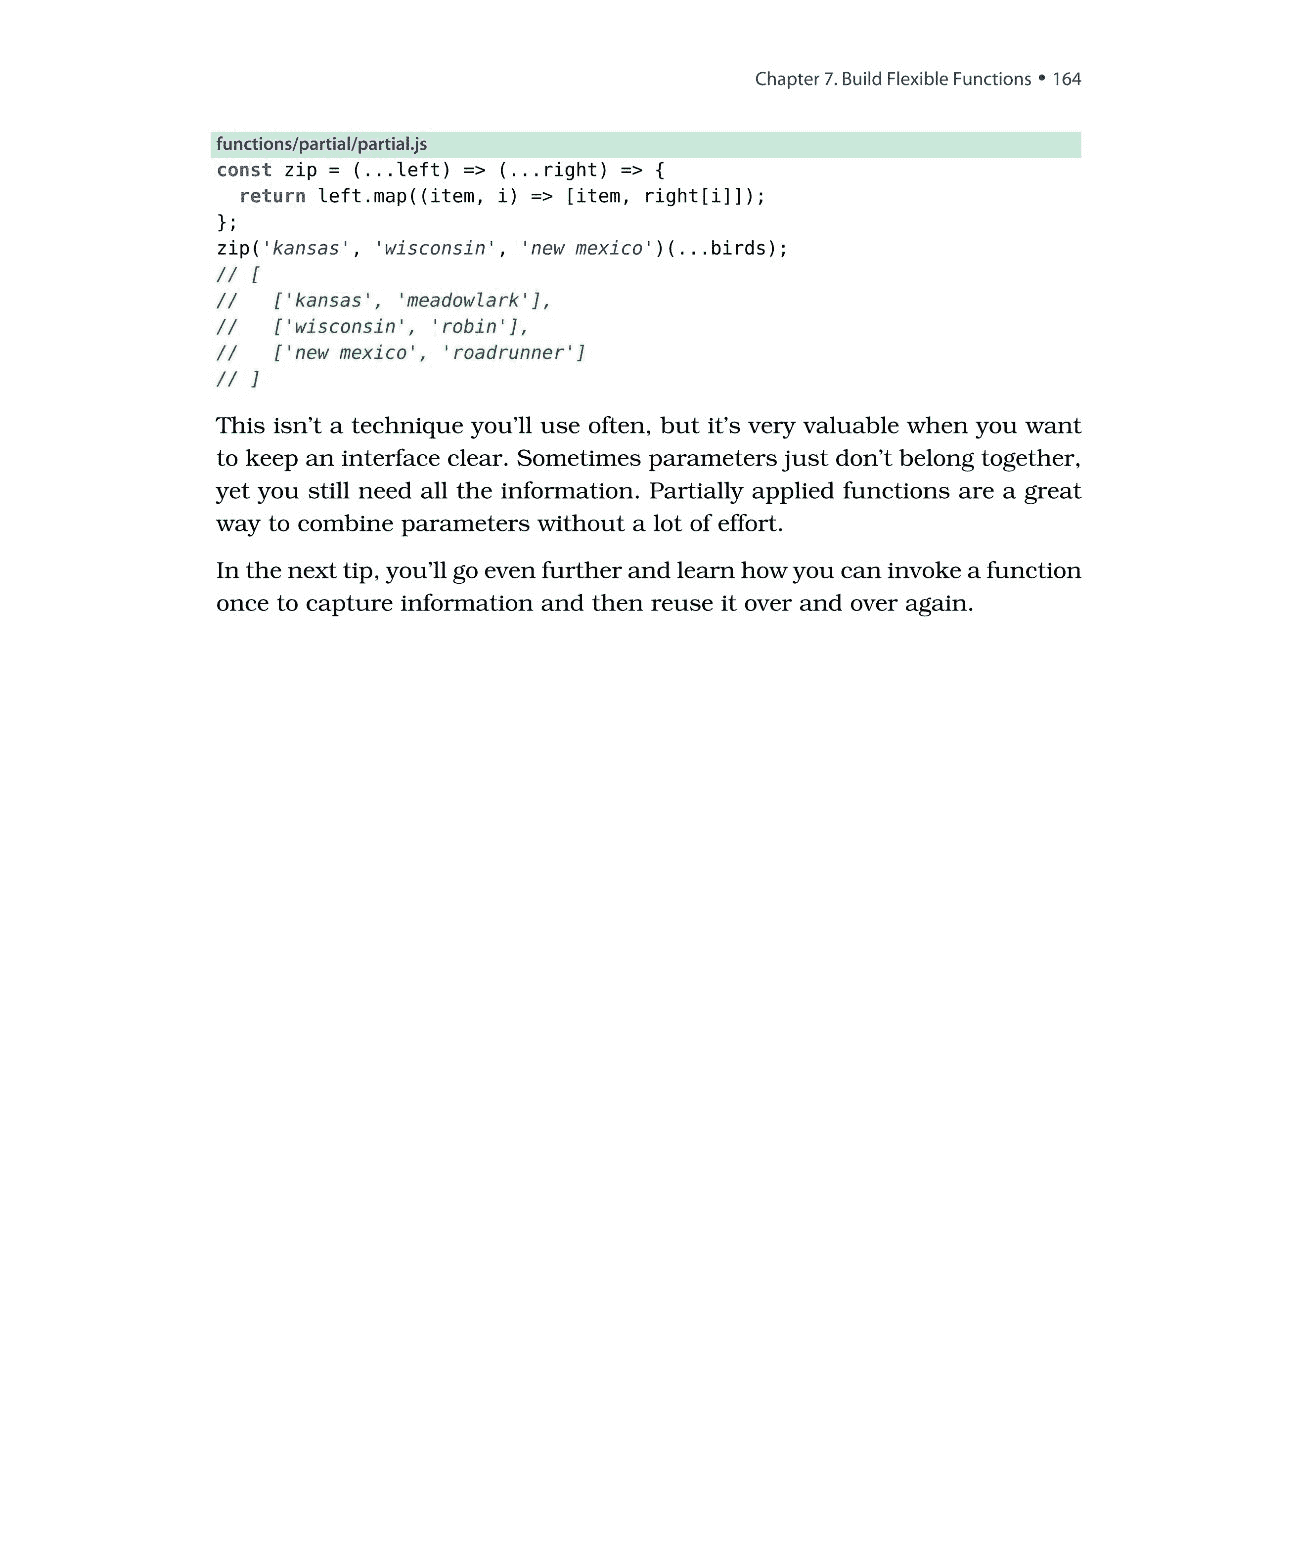 Chapter 7. Build Flexible Functions • 164
functions/partial/partial.js
const zip = (...left) => (...right) => {
  return left.map((item, i) => [item, right[i]]);
};
zip('kansas', 'wisconsin', 'new mexico')(...birds);
// [
//   ['kansas', 'meadowlark'],
//   ['wisconsin', 'robin'],
//   ['new mexico', 'roadrunner']
// ]
This isn’t a technique you’ll use often, but it’s very valuable when you want
to keep an interface clear. Sometimes parameters just don’t belong together,
yet you still need all the information. Partially applied functions are a great
way to combine parameters without a lot of effort.
In the next tip, you’ll go even further and learn how you can invoke a function
once to capture information and then reuse it over and over again.